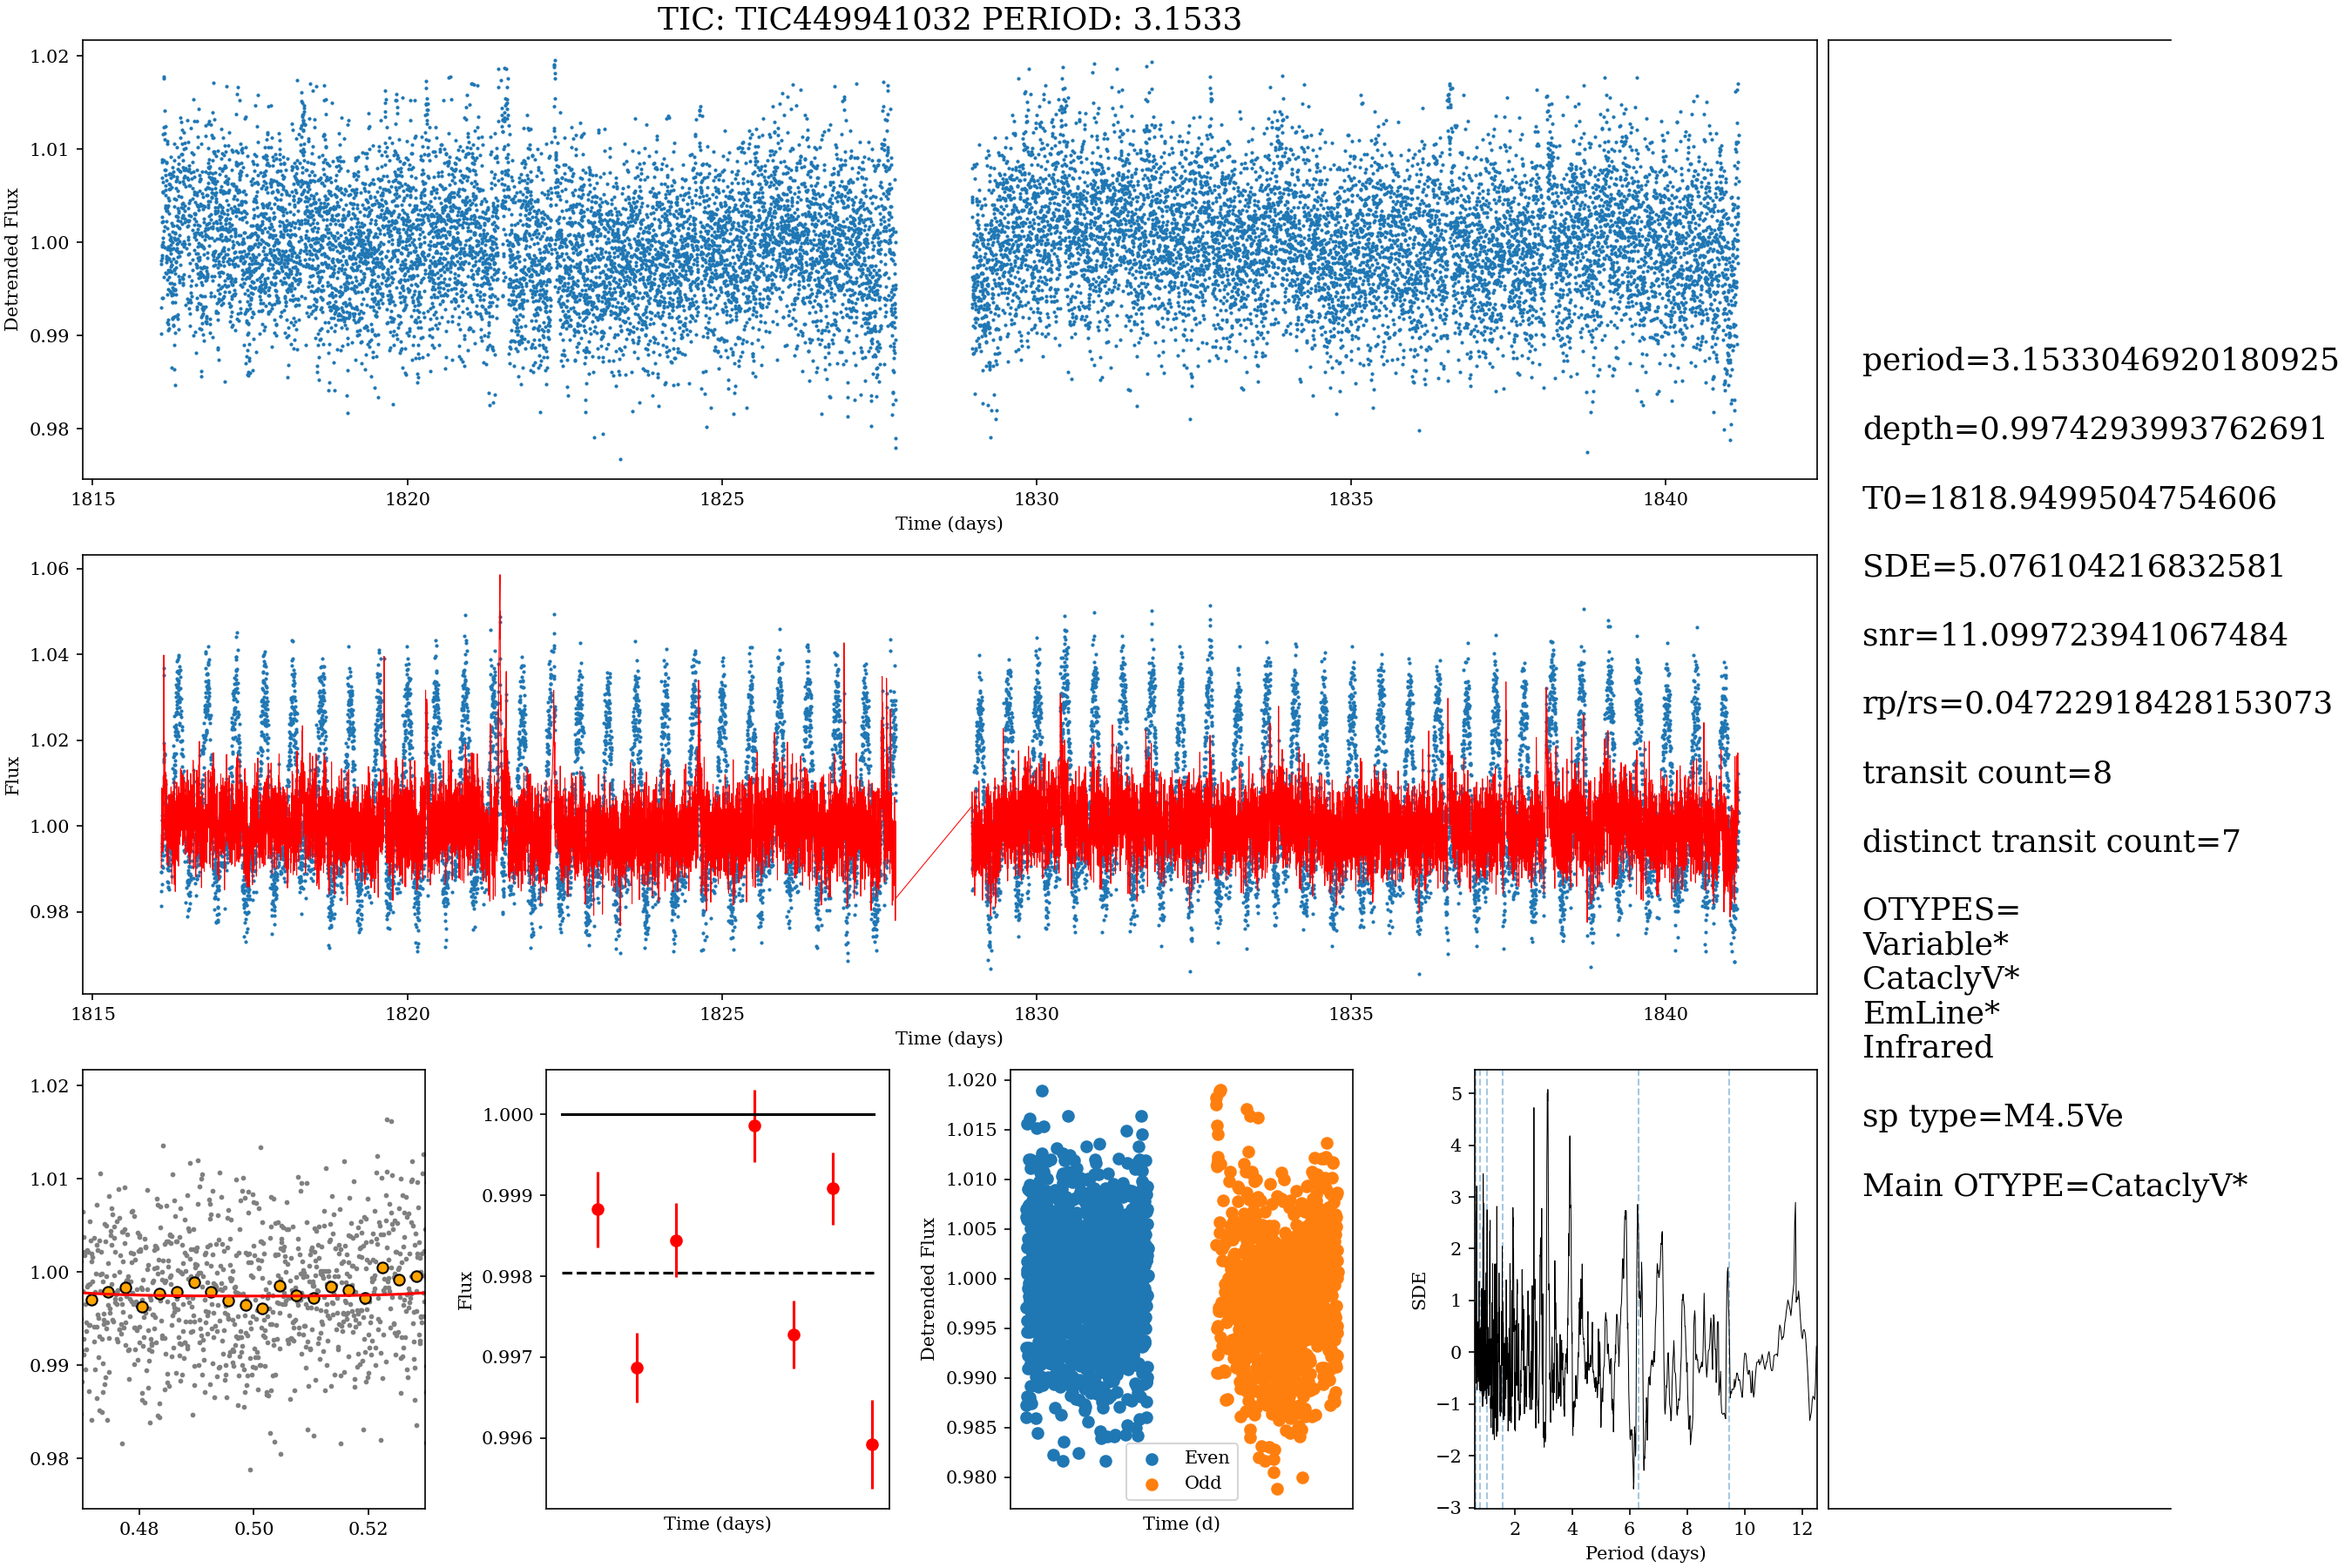 TIC: TIC449941032 PERIOD: 3.1533
1.02
1.01
1.00
0.99
0.98
Detrended Flux
1815 1820 1825 1830 1835 1840
Time (days)
1.06
1.04
1.02
1.00
0.98
Flux
1815 1820 1825 1830 1835 1840
Time (days)
1.02
1.01
1.00
0.99
0.98
0.48 0.50 0.52
1.000
0.999
0.998
0.997
0.996
Flux
Time (days)
1.020
1.015
1.010
1.005
1.000
0.995
0.990
0.985
0.980
Detrended Flux
Even
Odd
Time (d)
5
4
3
2
1
0
−1
−2
−3
SDE
2 4 6 8 10 12
Period (days)
period=3.1533046920180925
depth=0.9974293993762691
T0=1818.9499504754606
SDE=5.076104216832581
snr=11.099723941067484
rp/rs=0.04722918428153073
transit count=8
distinct transit count=7
OTYPES=
Variable*
CataclyV*
EmLine*
Infrared
sp type=M4.5Ve
Main OTYPE=CataclyV*